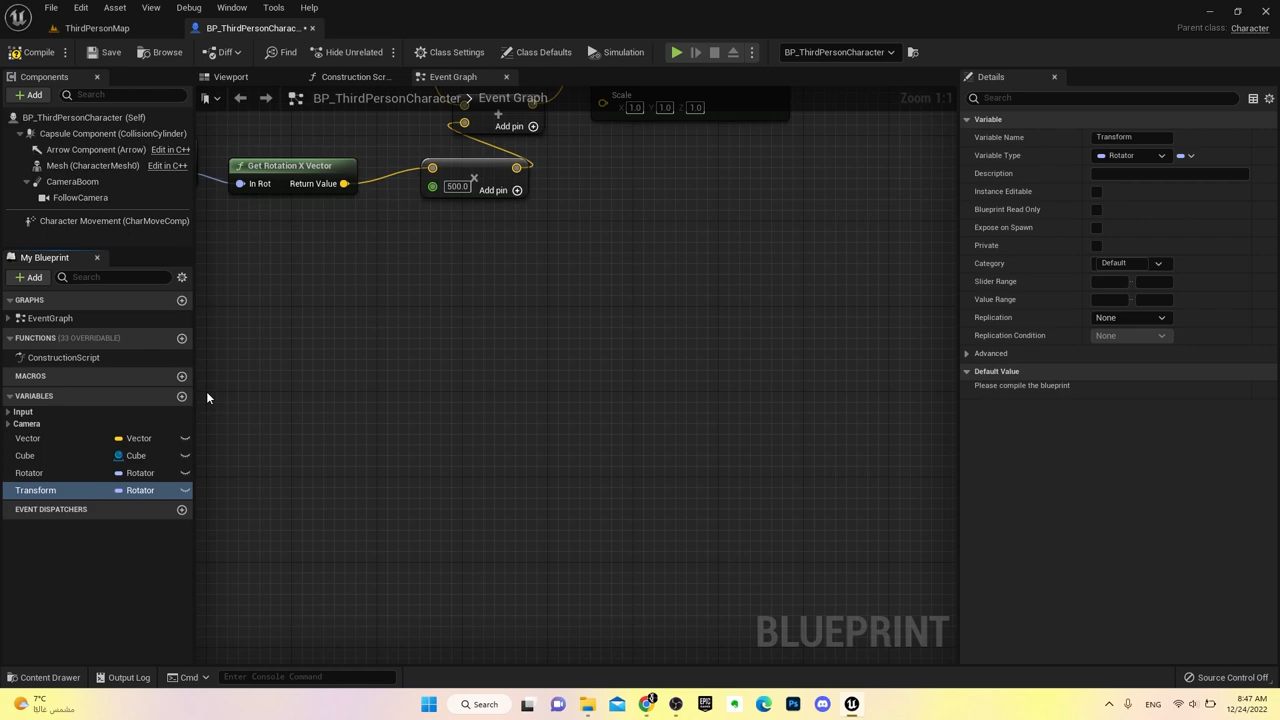 File Edit Asset View Debug Window Tools Help
ThirdPersonMap
BP_ThirdPersonCharac... •
Parent class: Character
Compile
Save
Browse
Diff
Find
Hide Unrelated
Class Settings
Class Defaults
Simulation
BP_ThirdPersonCharacter
Components
Add
Search
BP_ThirdPersonCharacter (Self)
Capsule Component (CollisionCylinder)
Arrow Component (Arrow) Edit in C++
Mesh (CharacterMesh0) Edit in C++
CameraBoom
FollowCamera
Character Movement (CharMoveComp)
My Blueprint
Add
Search
GRAPHS
EventGraph
FUNCTIONS (33 OVERRIDABLE)
ConstructionScript
MACROS
VARIABLES
Input
Camera
Vector Vector
Cube Cube
Rotator Rotator
Transform Rotator
EVENT DISPATCHERS
Viewport
Construction Scr...
Event Graph
BP_ThirdPersonCharacter > Event Graph
Zoom 1:1
Scale
X 1.0 Y 1.0 Z 1.0
Add pin
Get Rotation X Vector
In Rot Return Value
500.0
Add pin
BLUEPRINT
Details
Search
Variable
Variable Name Transform
Variable Type Rotator
Description
Instance Editable
Blueprint Read Only
Expose on Spawn
Private
Category Default
Slider Range
Value Range
Replication None
Replication Condition None
Advanced
Default Value
Please compile the blueprint
Content Drawer
Output Log
Cmd
Enter Console Command
Source Control Off
7°C
مشمس غالبًا
Search
ENG
8:47 AM
12/24/2022